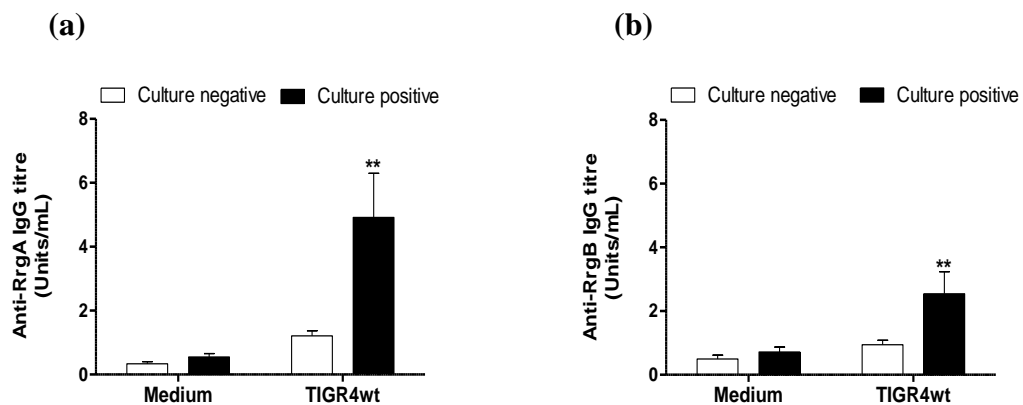 (a)
Culture negative Culture positive
Anti-RrgA IgG titre
(Units/mL)
8
6
4
2
0
**
Medium TIGR4wt
(b)
Culture negative Culture positive
Anti-RrgB IgG titre
(Units/mL)
8
6
4
2
0
**
Medium TIGR4wt